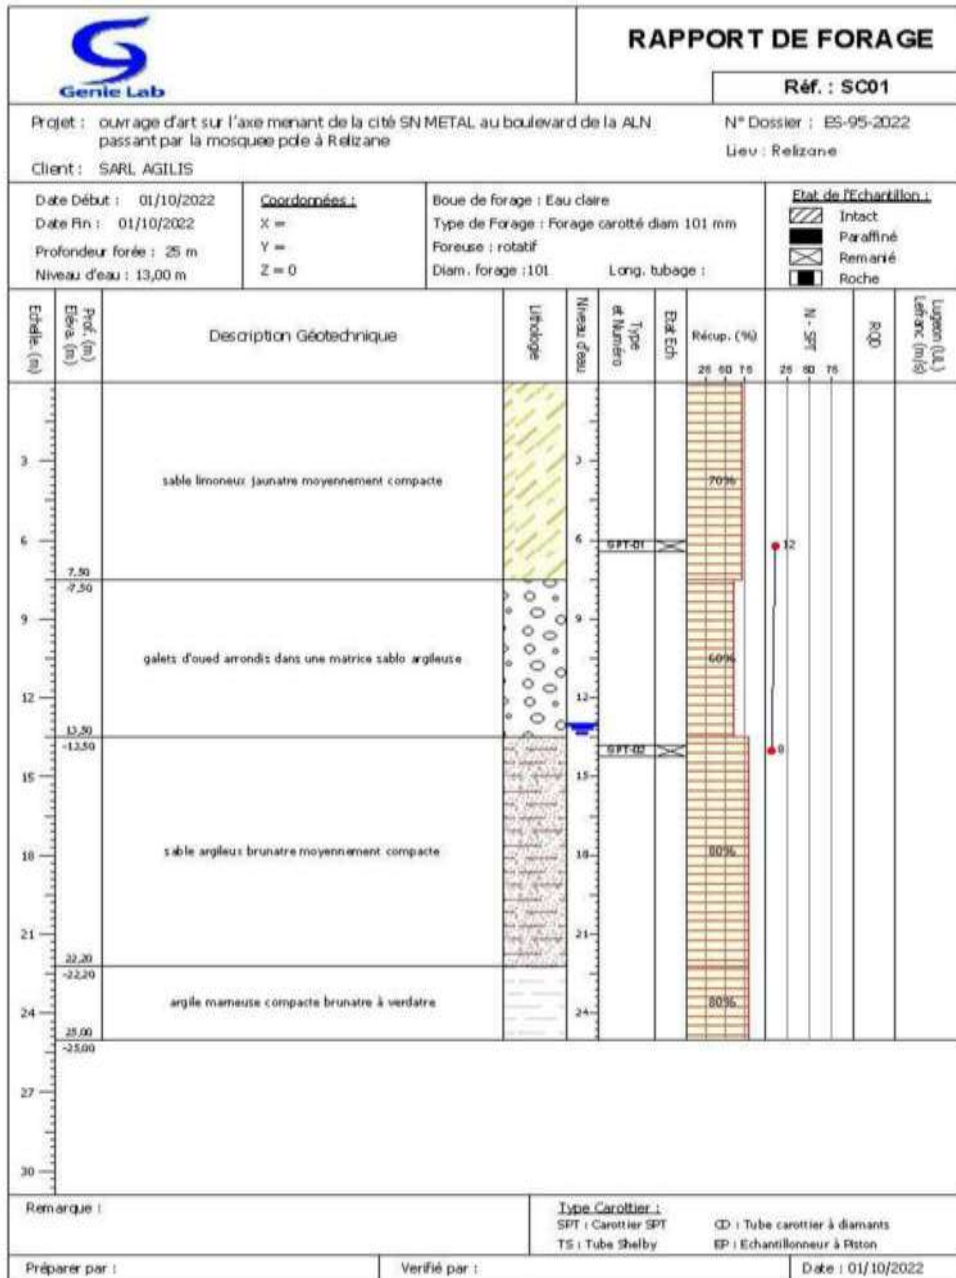 Genie Lab
RAPPORT DE FORAGE
Réf. : SC01
Projet : ouvrage d'art sur l'axe menant de la cité SN METAL au boulevard de la ALN
passant par la mosquee pole à Relizane
N° Dossier : ES-95-2022
Lieu : Relizane
Client : SARL AGILIS
Date Début : 01/10/2022
Date Fin : 01/10/2022
Profondeur forée : 25 m
Niveau d'eau : 13,00 m
Coordonnées :
X =
Y =
Z = 0
Boue de forage : Eau claire
Type de Forage : Forage carotté diam 101 mm
Foreuse : rotatif
Diam. forage :101 Long. tubage :
Etat de l'Echantillon :
Intact
Paraffiné
Remanié
Roche
Echelle. (m)
Prof. (m)
Eléva. (m)
Description Géotechnique
Lithologie
Niveau d'eau
Type
et Numéro
Etat Ech
Récup. (%)
25 50 75
N - SPT
25 50 75
RQD
Lugeon (UL)
Lefranc (m/s)
3
sable limoneux jaunatre moyennement compacte
3
70%
6
6
SPT-01
12
7,50
-7,50
9
9
galets d'oued arrondis dans une matrice sablo argileuse
60%
12
12
13,50
-13,50
SPT-02
8
15
15
sable argileus brunatre moyennement compacte
18
18
80%
21
21
22,20
-22,20
argile marneuse compacte brunatre à verdatre
80%
24
24
25,00
-25,00
27
30
Remarque :
Type Carottier :
SPT : Carottier SPT CD : Tube carottier à diamants
TS : Tube Shelby EP : Echantillonneur à Piston
Préparer par :
Verifié par :
Date : 01/10/2022